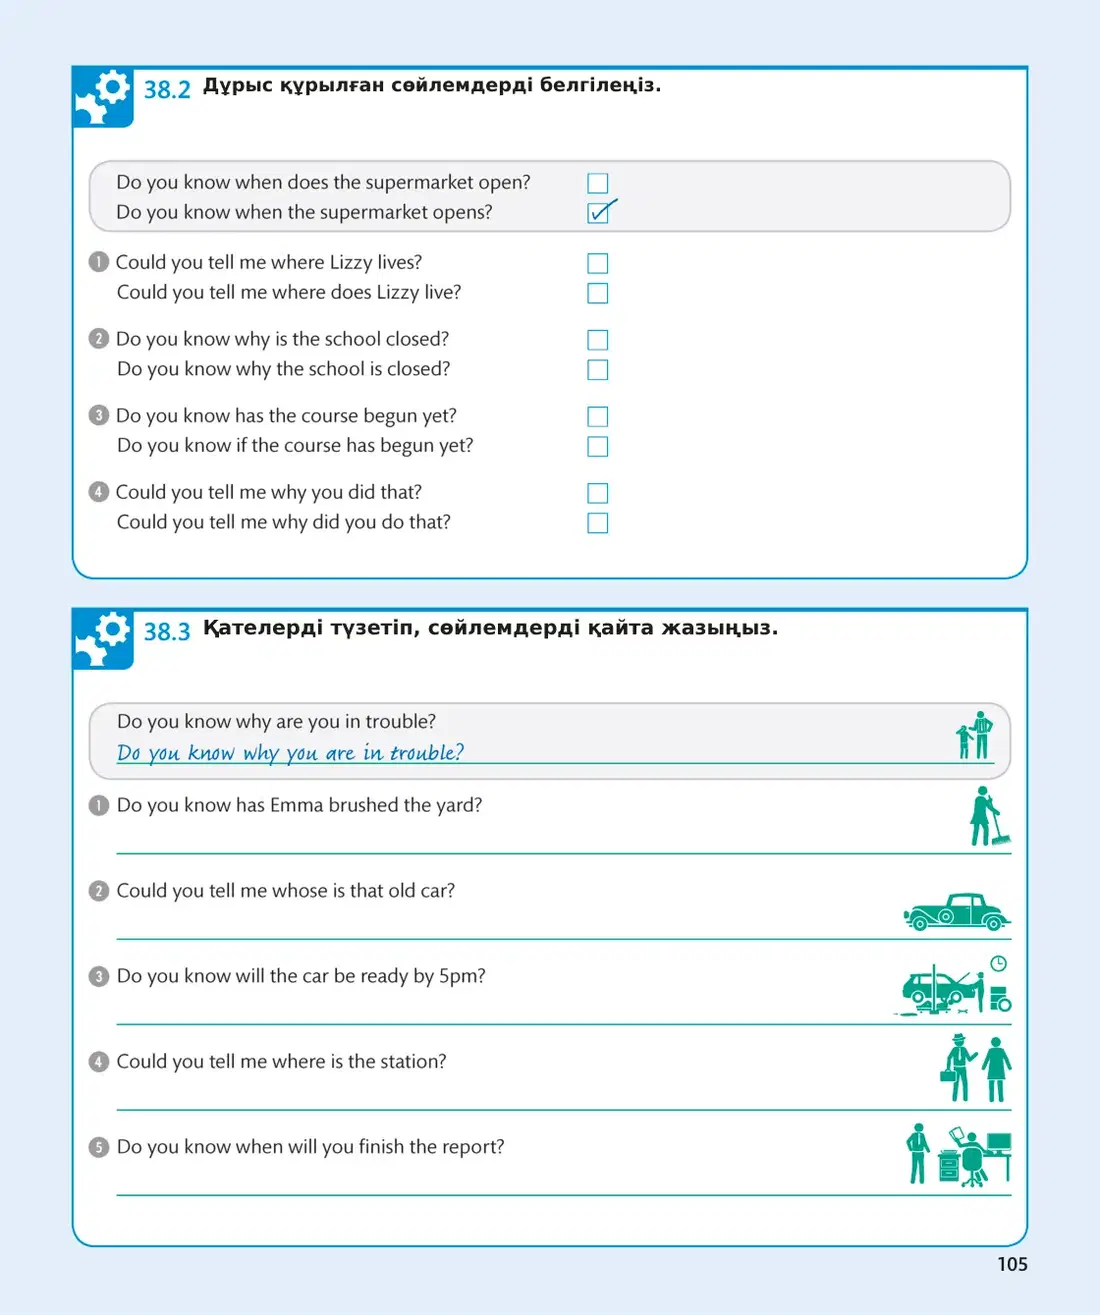 38.2 Дұрыс құрылған сөйлемдерді белгілеңіз.
Do you know when does the supermarket open?
Do you know when the supermarket opens?
1 Could you tell me where Lizzy lives?
Could you tell me where does Lizzy live?
2 Do you know why is the school closed?
Do you know why the school is closed?
3 Do you know has the course begun yet?
Do you know if the course has begun yet?
4 Could you tell me why you did that?
Could you tell me why did you do that?
38.3 Қателерді түзетіп, сөйлемдерді қайта жазыңыз.
Do you know why are you in trouble?
Do you know why you are in trouble?
1 Do you know has Emma brushed the yard?
2 Could you tell me whose is that old car?
3 Do you know will the car be ready by 5pm?
4 Could you tell me where is the station?
5 Do you know when will you finish the report?
105